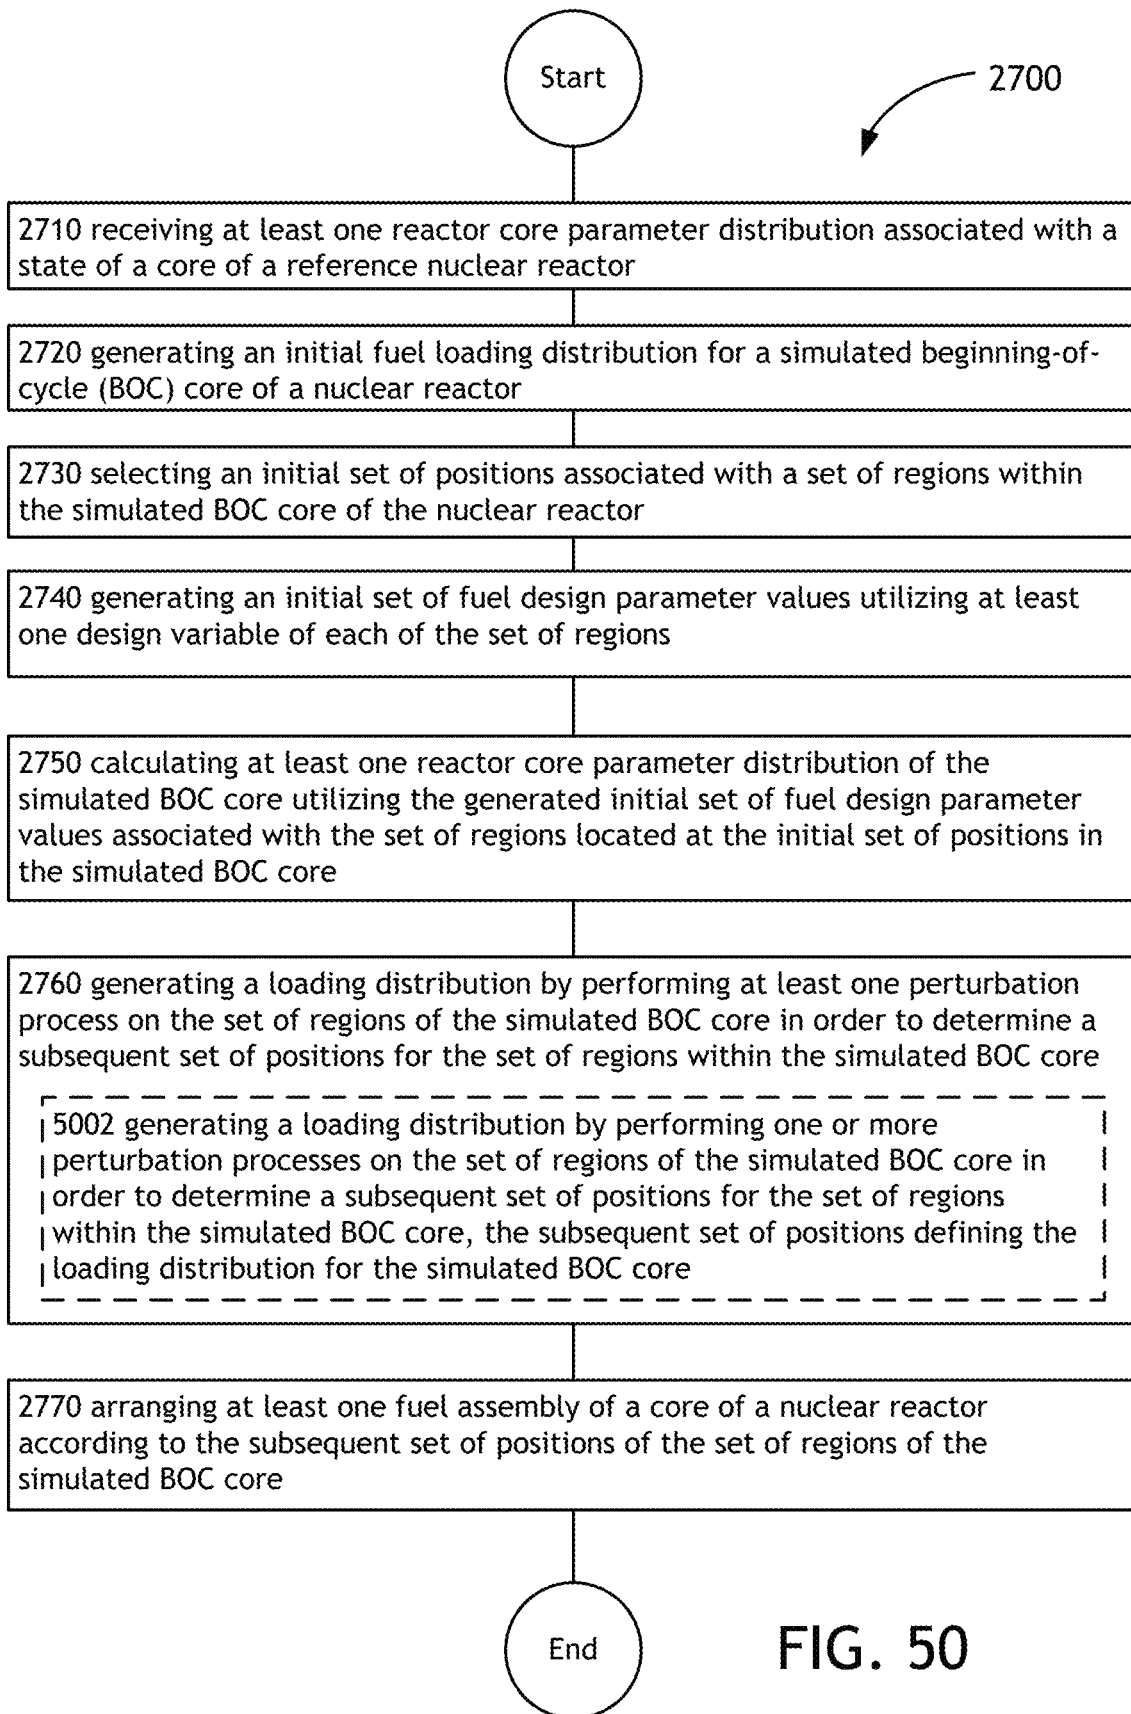 Start
2700
2710 receiving at least one reactor core parameter distribution associated with a
state of a core of a reference nuclear reactor
2720 generating an initial fuel loading distribution for a simulated beginning-of-
cycle (BOC) core of a nuclear reactor
2730 selecting an initial set of positions associated with a set of regions within
the simulated BOC core of the nuclear reactor
2740 generating an initial set of fuel design parameter values utilizing at least
one design variable of each of the set of regions
2750 calculating at least one reactor core parameter distribution of the
simulated BOC core utilizing the generated initial set of fuel design parameter
values associated with the set of regions located at the initial set of positions in
the simulated BOC core
2760 generating a loading distribution by performing at least one perturbation
process on the set of regions of the simulated BOC core in order to determine a
subsequent set of positions for the set of regions within the simulated BOC core
5002 generating a loading distribution by performing one or more
perturbation processes on the set of regions of the simulated BOC core in
order to determine a subsequent set of positions for the set of regions
within the simulated BOC core, the subsequent set of positions defining the
loading distribution for the simulated BOC core
2770 arranging at least one fuel assembly of a core of a nuclear reactor
according to the subsequent set of positions of the set of regions of the
simulated BOC core
End
FIG. 50